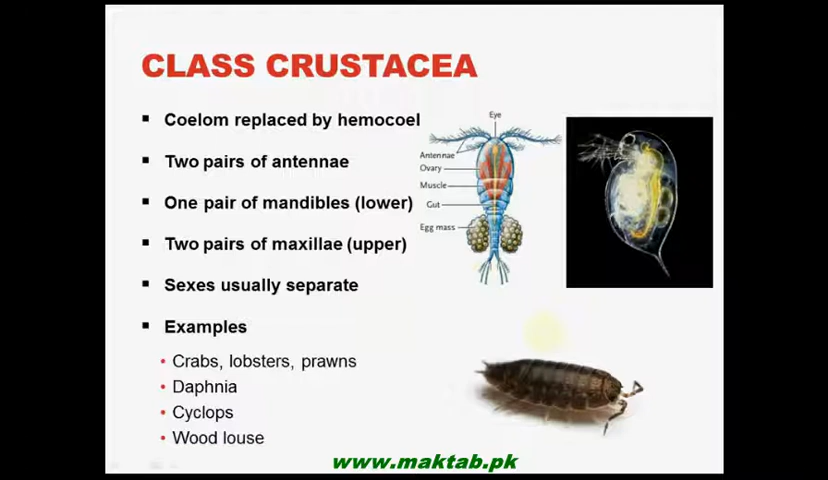 CLASS CRUSTACEA
Coelom replaced by hemocoel
Two pairs of antennae
One pair of mandibles (lower)
Two pairs of maxillae (upper)
Sexes usually separate
Examples
Crabs, lobsters, prawns
Daphnia
Cyclops
Wood louse
Eye
Antennae
Ovary
Muscle
Gut
Egg mass
www.maktab.pk